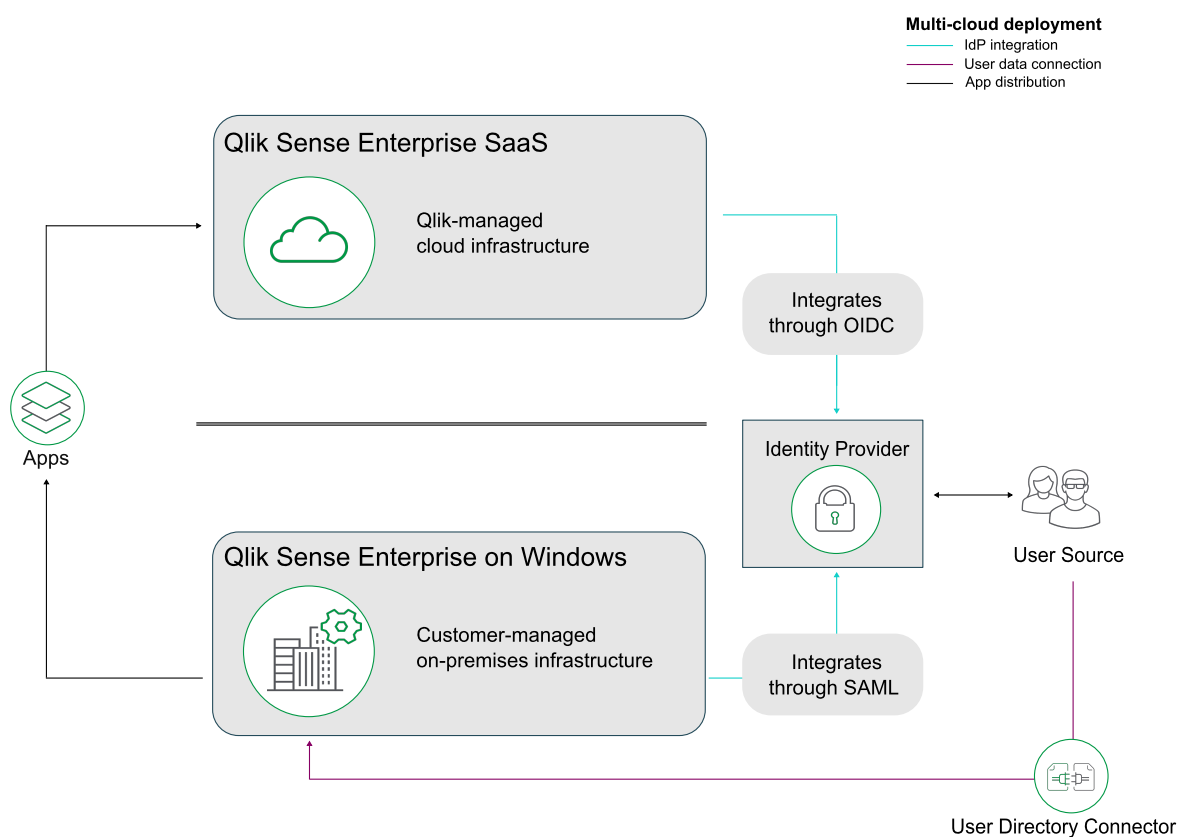 Multi-cloud deployment
IdP integration
User data connection
App distribution
Qlik Sense Enterprise SaaS
Qlik-managed
cloud infrastructure
Integrates
through OIDC
Apps
Identity Provider
User Source
Qlik Sense Enterprise on Windows
Customer-managed
on-premises infrastructure
Integrates
through SAML
User Directory Connector